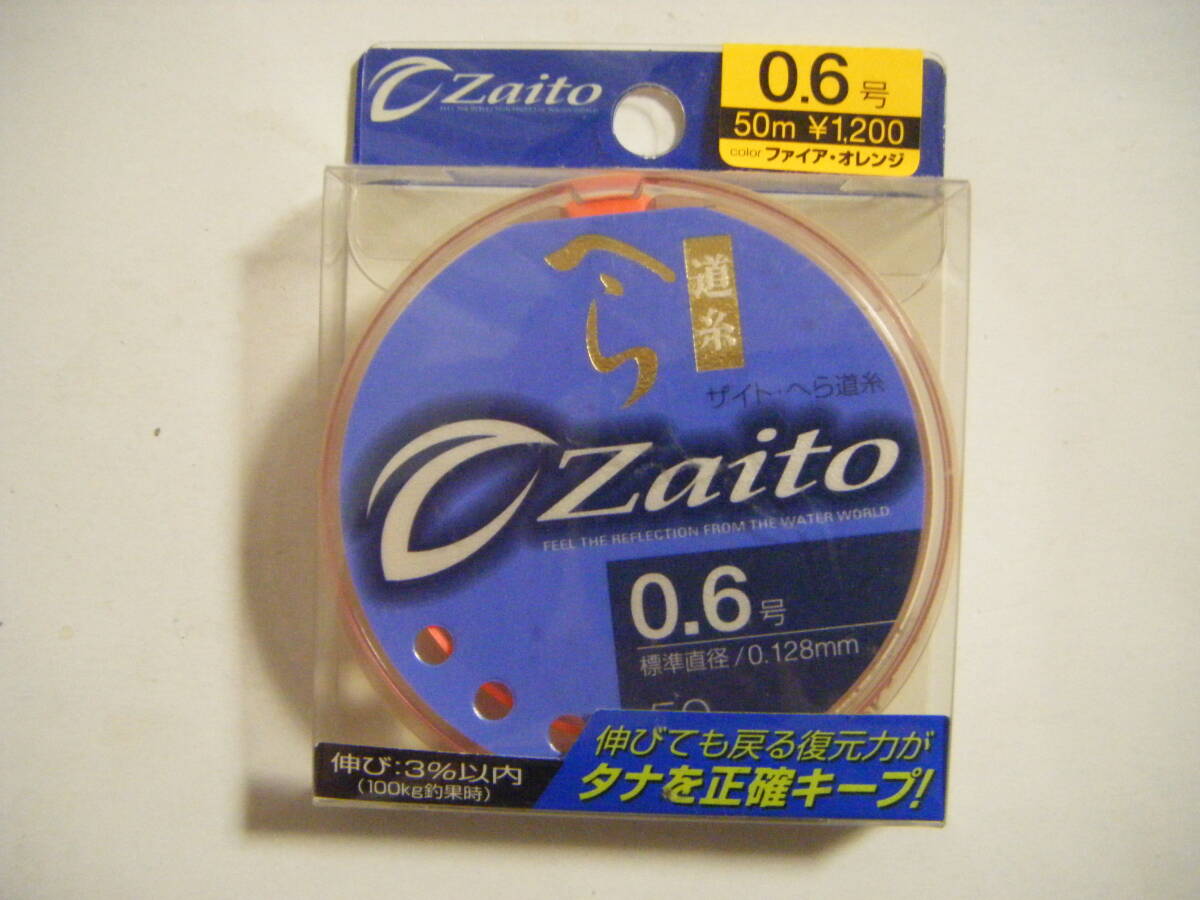 Zaito
0.6号
50m ¥1,200
color ファイア・オレンジ
へら
道糸
ザイト・へら道糸
Zaito
FEEL THE REFLECTION FROM THE WATER WORLD
0.6号
標準直径/0.128mm
伸び:3%以内
(100kg釣果時)
伸びても戻る復元力が
タナを正確キープ!